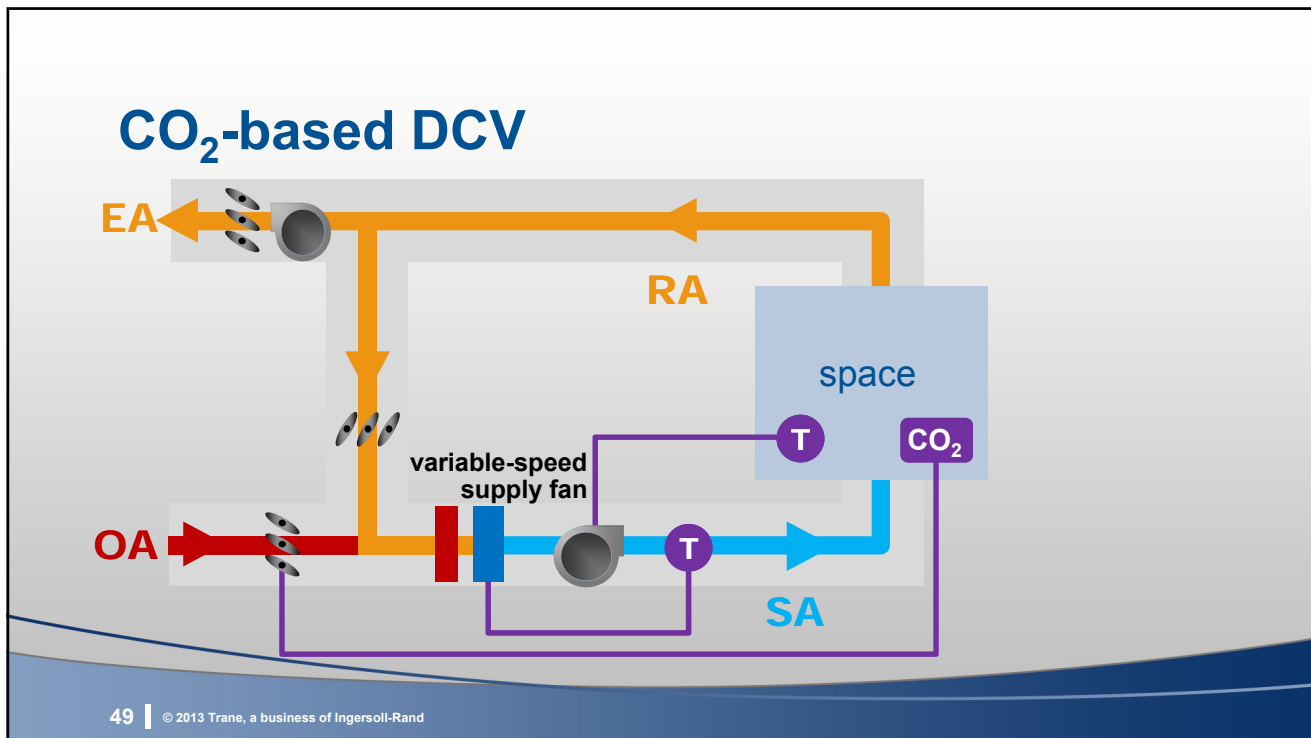 CO₂-based DCV
EA
RA
space
T
CO₂
variable-speed
supply fan
OA
T
SA
49
© 2013 Trane, a business of Ingersoll-Rand